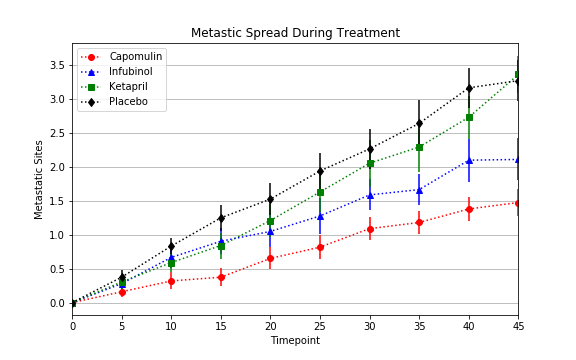 Metastic Spread During Treatment
Capomulin
Infubinol
Ketapril
Placebo
Metastatic Sites
3.5
3.0
2.5
2.0
1.5
1.0
0.5
0.0
0 5 10 15 20 25 30 35 40 45
Timepoint